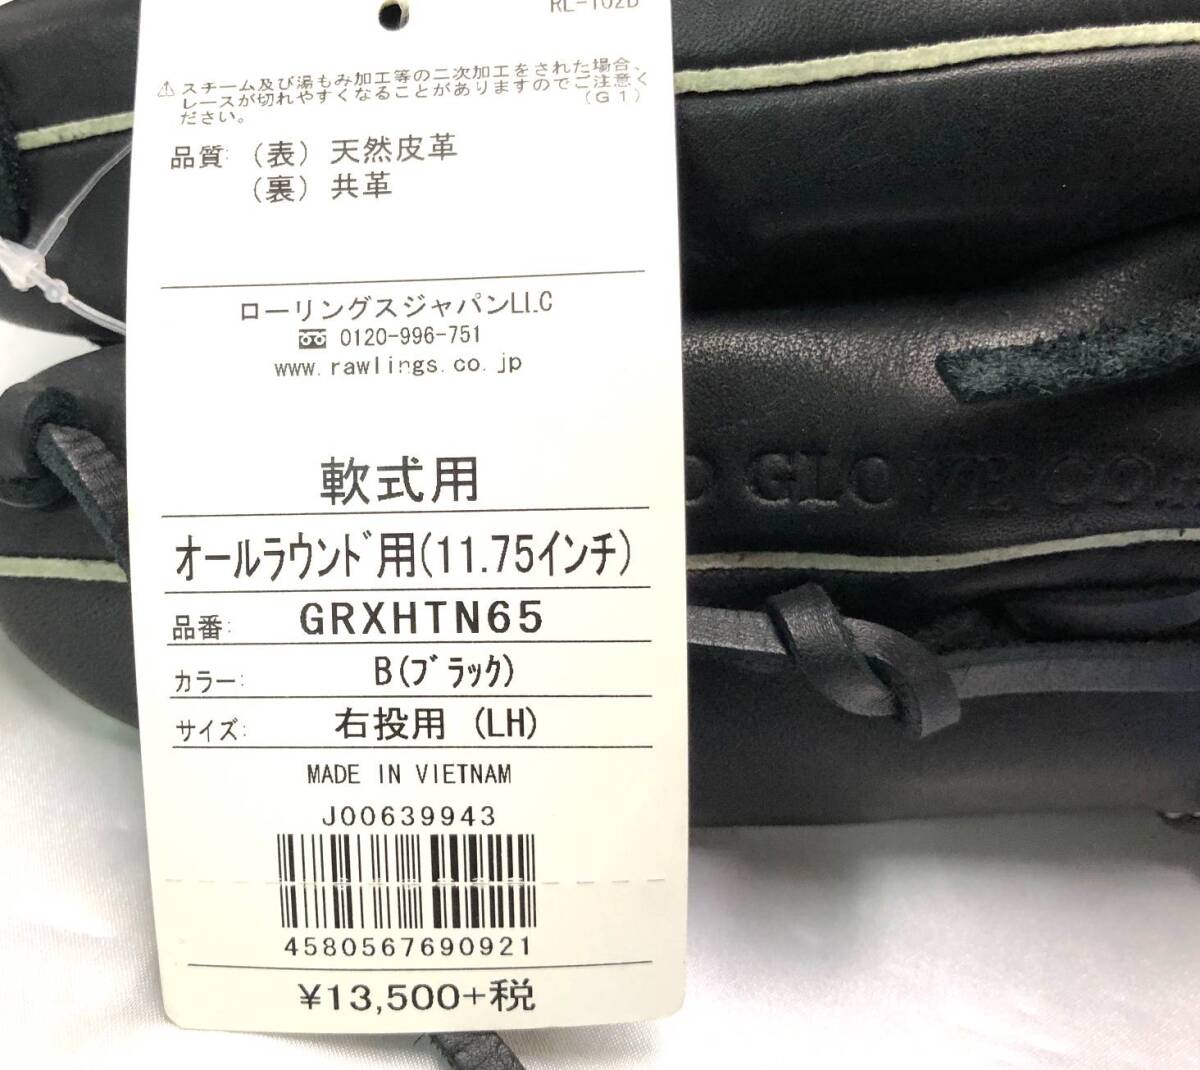 RL-102B
⚠スチーム及び湯もみ加工等の二次加工をされた場合、
レースが切れやすくなることがありますのでご注意く
ださい。 (G1)
品質: (表) 天然皮革
(裏) 共革
ローリングスジャパンLLC
0120-996-751
www.rawlings.co.jp
軟式用
オールラウンド用(11.75インチ)
品番: GRXHTN65
カラー: B(ブラック)
サイズ: 右投用 (LH)
MADE IN VIETNAM
J00639943
4580567690921
¥13,500+税
GLOVE